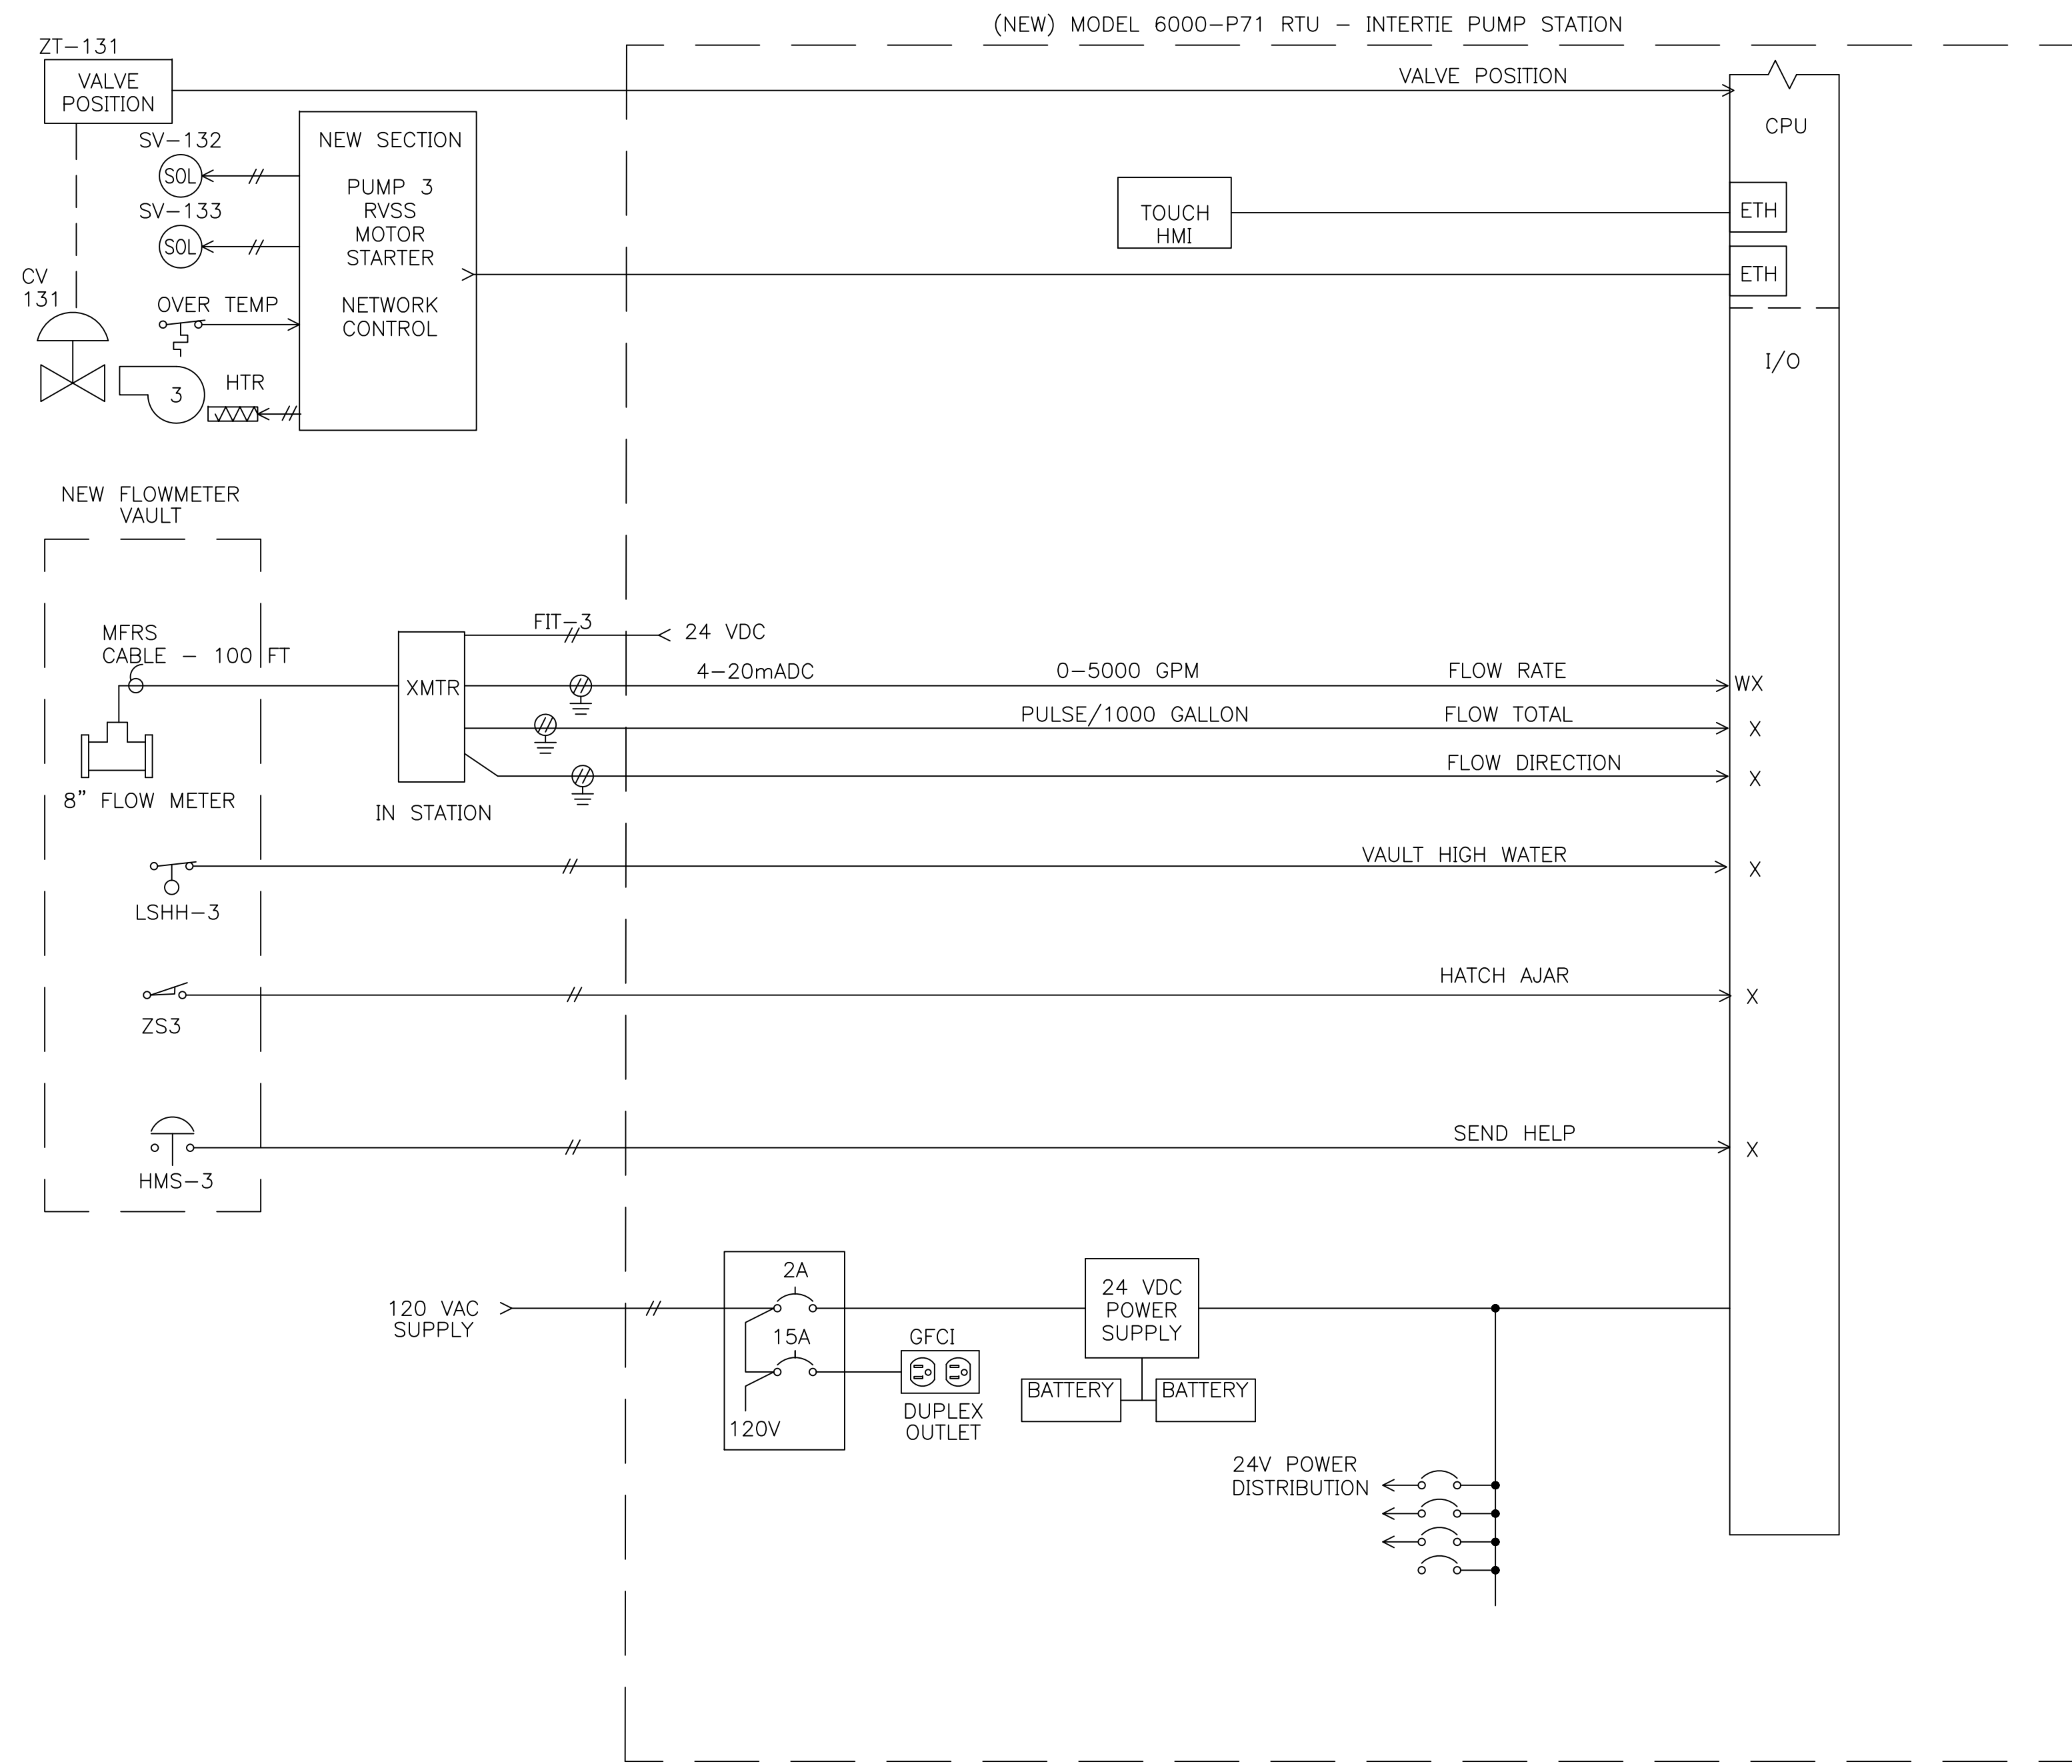 (NEW) MODEL 6000-P71 RTU - INTERTIE PUMP STATION
ZT-131
VALVE
POSITION
VALVE POSITION
CPU
SV-132
SOL
SV-133
SOL
NEW SECTION
PUMP 3
RVSS
MOTOR
STARTER
NETWORK
CONTROL
TOUCH
HMI
ETH
ETH
CV
131
OVER TEMP
I/O
3
HTR
NEW FLOWMETER
VAULT
MFRS
CABLE - 100 FT
FIT-3
24 VDC
XMTR
4-20mADC
0-5000 GPM
FLOW RATE
WX
PULSE/1000 GALLON
FLOW TOTAL
X
FLOW DIRECTION
X
8" FLOW METER
IN STATION
VAULT HIGH WATER
X
LSHH-3
HATCH AJAR
X
ZS3
SEND HELP
X
HMS-3
120 VAC
SUPPLY
2A
15A
120V
GFCI
DUPLEX
OUTLET
24 VDC
POWER
SUPPLY
BATTERY
BATTERY
24V POWER
DISTRIBUTION